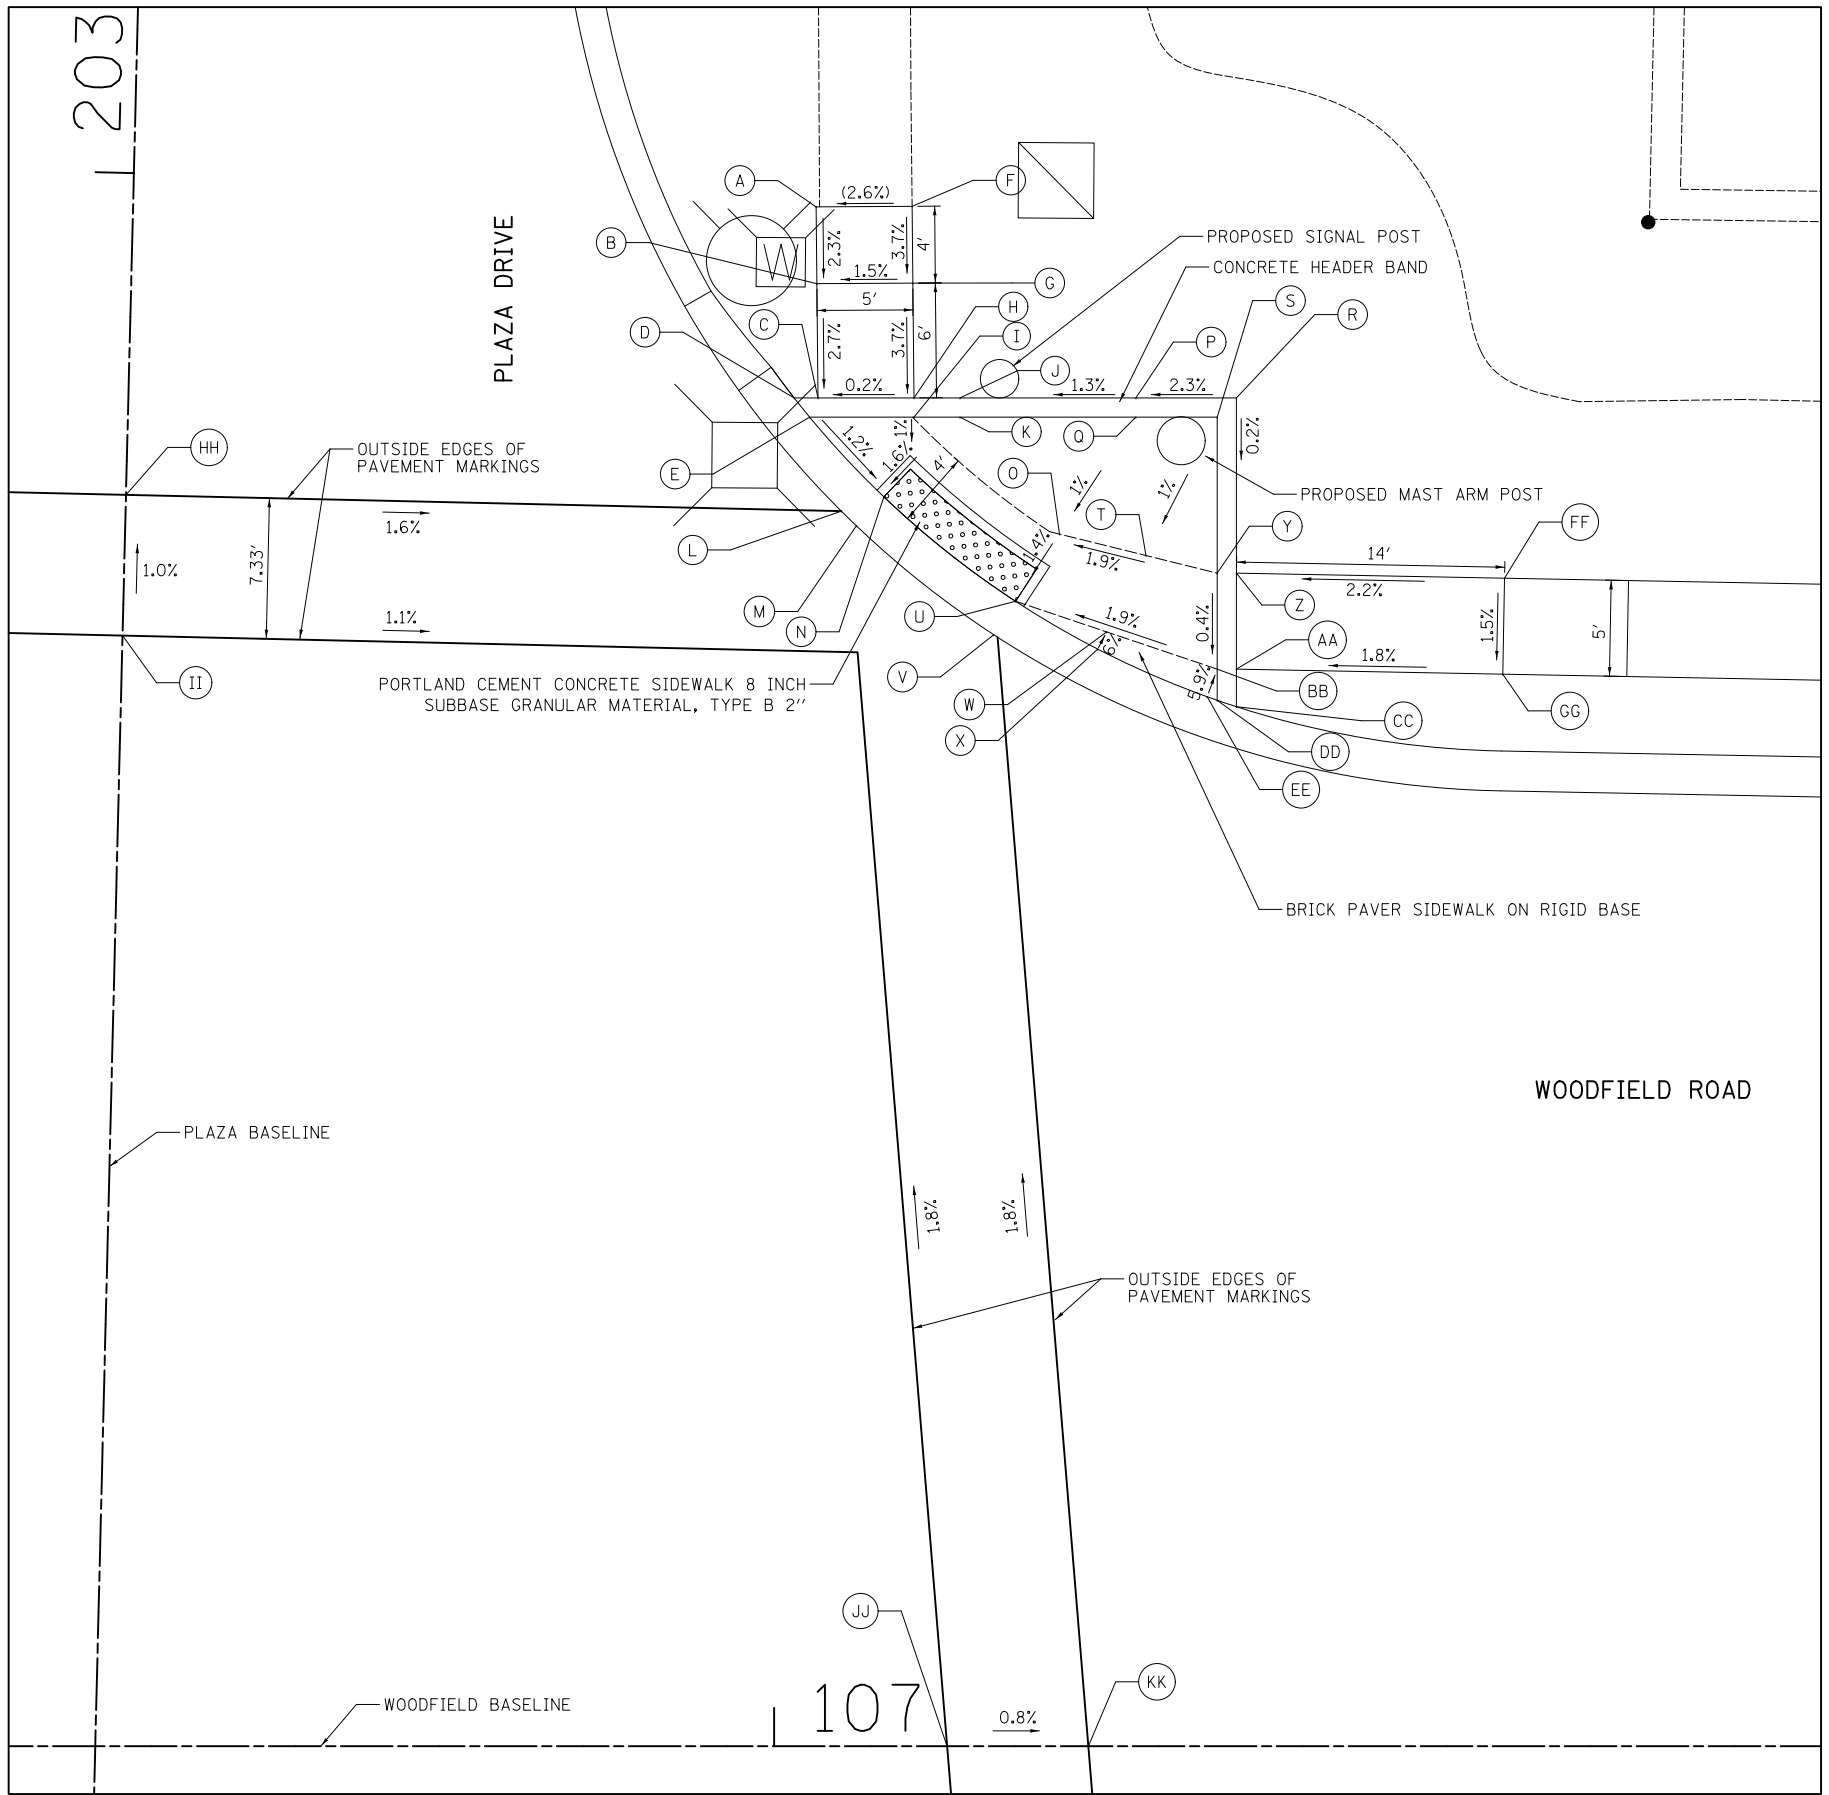 203
PLAZA DRIVE
A
(2.6%)
F
B
2.3%
3.7%
4'
1.5%
G
5'
PROPOSED SIGNAL POST
CONCRETE HEADER BAND
H
S
R
D
C
2.7%
3.7%
6'
I
P
0.2%
J
1.3%
2.3%
0.2%
HH
OUTSIDE EDGES OF
PAVEMENT MARKINGS
W
1.2%
1%
1.6%
4'
K
Q
E
O
1%
1%
PROPOSED MAST ARM POST
1.6%
T
Y
FF
L
1.4%
1.9%
14'
1.0%
7.33'
2.2%
Z
1.1%
M
N
U
1.9%
0.4%
1.5%
5'
AA
6%
1.8%
II
V
5.9%
BB
PORTLAND CEMENT CONCRETE SIDEWALK 8 INCH
SUBBASE GRANULAR MATERIAL, TYPE B 2"
W
GG
CC
X
DD
EE
BRICK PAVER SIDEWALK ON RIGID BASE
WOODFIELD ROAD
PLAZA BASELINE
1.8%
1.8%
OUTSIDE EDGES OF
PAVEMENT MARKINGS
JJ
KK
WOODFIELD BASELINE
107
0.8%